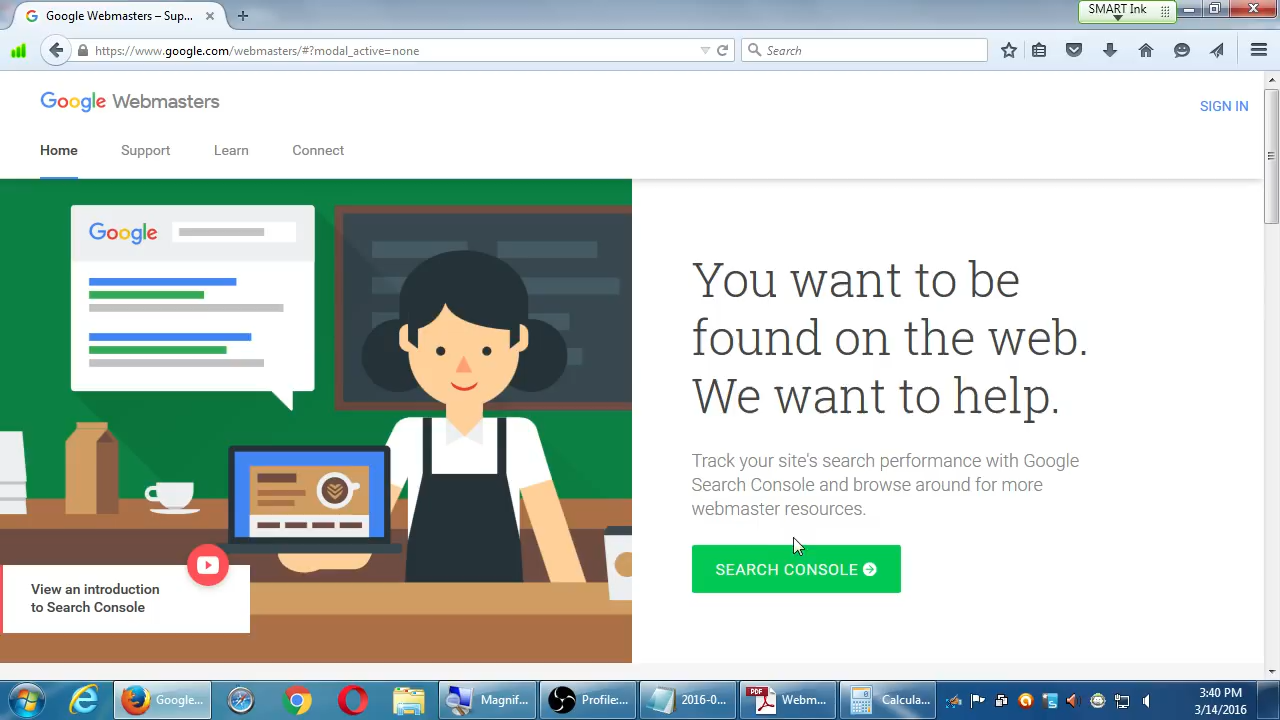 Google Webmasters – Sup...
SMART Ink
https://www.google.com/webmasters/#?modal_active=none
Search
Google Webmasters
SIGN IN
Home
Support
Learn
Connect
Google
You want to be
found on the web.
We want to help.
Track your site's search performance with Google
Search Console and browse around for more
webmaster resources.
SEARCH CONSOLE
View an introduction
to Search Console
Google...
Magnif...
Profile:...
2016-0...
PDF
Webm...
Calcula...
3:40 PM
3/14/2016